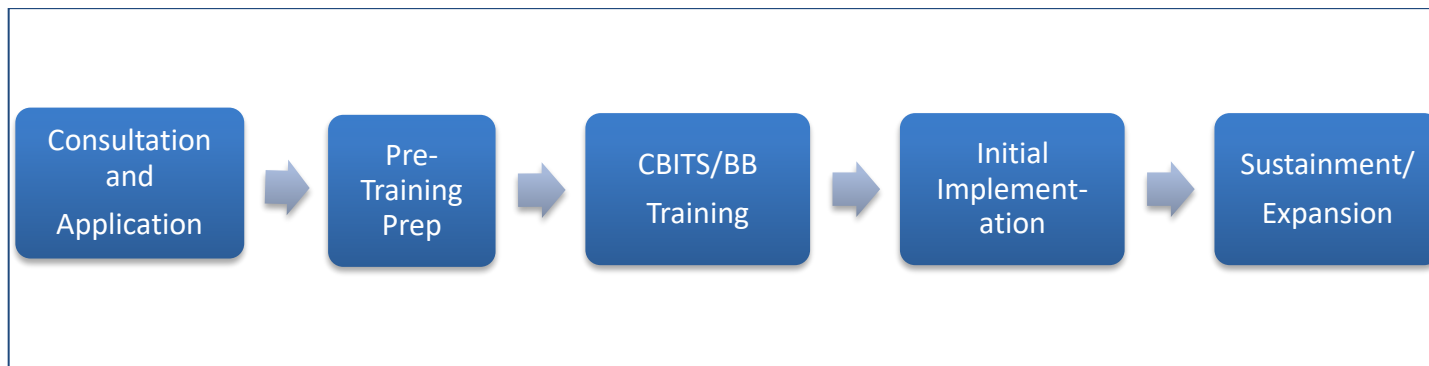 Consultation
and
Application
Pre-
Training
Prep
CBITS/BB
Training
Initial
Implement-
ation
Sustainment/
Expansion